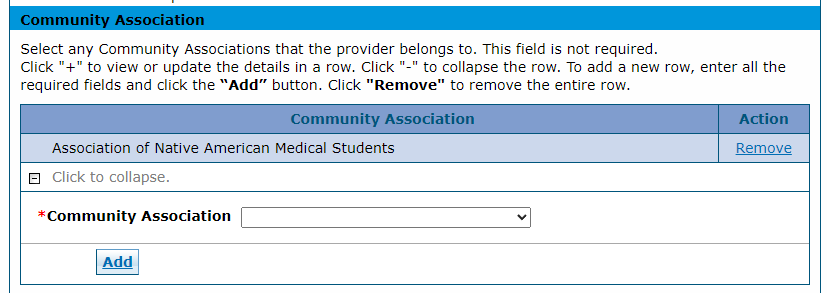 Community Association
Select any Community Associations that the provider belongs to. This field is not required.
Click "+" to view or update the details in a row. Click "-" to collapse the row. To add a new row, enter all the
required fields and click the “Add” button. Click "Remove" to remove the entire row.
Community Association Action
Association of Native American Medical Students Remove
Click to collapse.
*Community Association
Add